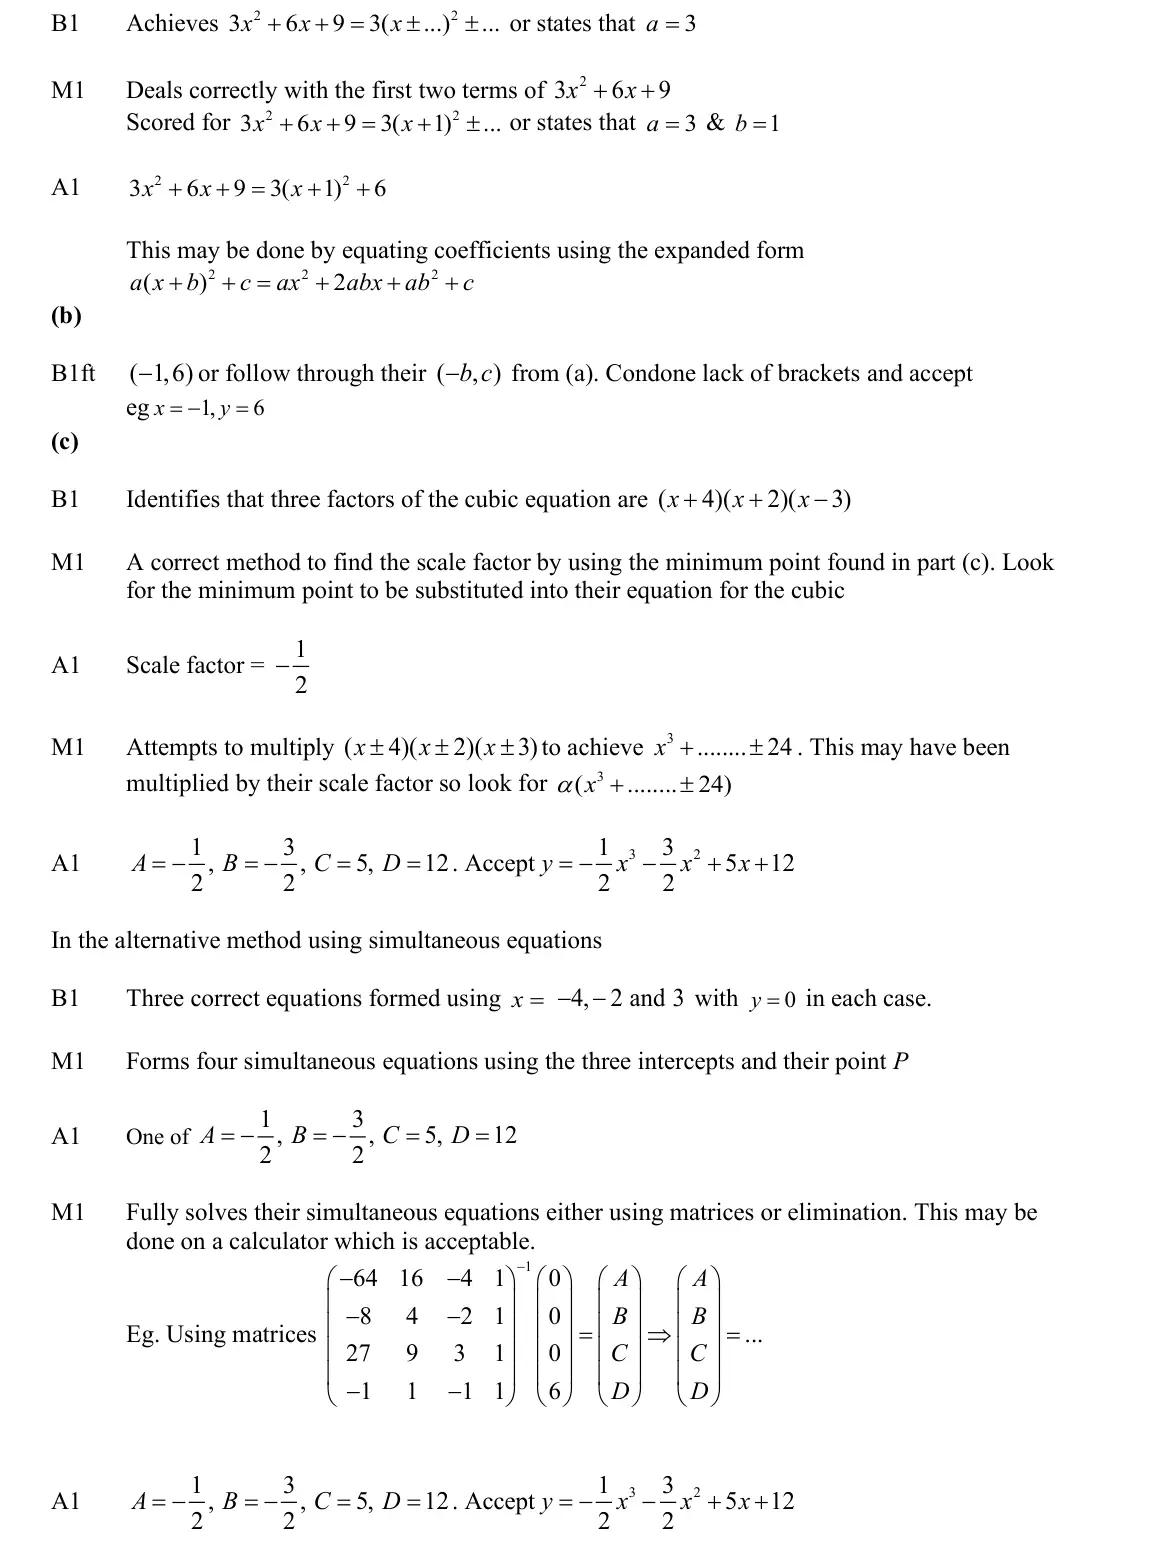 B1 Achieves 3x² + 6x + 9 = 3(x ± ...)² ± ... or states that a = 3
M1 Deals correctly with the first two terms of 3x² + 6x + 9
Scored for 3x² + 6x + 9 = 3(x + 1)² ± ... or states that a = 3 & b = 1
A1 3x² + 6x + 9 = 3(x + 1)² + 6
This may be done by equating coefficients using the expanded form
a(x + b)² + c = ax² + 2abx + ab² + c
(b)
B1ft (−1, 6) or follow through their (−b, c) from (a). Condone lack of brackets and accept
eg x = −1, y = 6
(c)
B1 Identifies that three factors of the cubic equation are (x + 4)(x + 2)(x − 3)
M1 A correct method to find the scale factor by using the minimum point found in part (c). Look
for the minimum point to be substituted into their equation for the cubic
A1 Scale factor = −1/2
M1 Attempts to multiply (x ± 4)(x ± 2)(x ± 3) to achieve x³ + ........ ± 24 . This may have been
multiplied by their scale factor so look for α(x³ + ........ ± 24)
A1 A = −1/2, B = −3/2, C = 5, D = 12 . Accept y = −1/2 x³ − 3/2 x² + 5x + 12
In the alternative method using simultaneous equations
B1 Three correct equations formed using x = −4, − 2 and 3 with y = 0 in each case.
M1 Forms four simultaneous equations using the three intercepts and their point P
A1 One of A = −1/2, B = −3/2, C = 5, D = 12
M1 Fully solves their simultaneous equations either using matrices or elimination. This may be
done on a calculator which is acceptable.
Eg. Using matrices (−64 16 −4 1; −8 4 −2 1; 27 9 3 1; −1 1 −1 1)⁻¹ (0; 0; 0; 6) = (A; B; C; D) ⇒ (A; B; C; D) = ...
A1 A = −1/2, B = −3/2, C = 5, D = 12 . Accept y = −1/2 x³ − 3/2 x² + 5x + 12